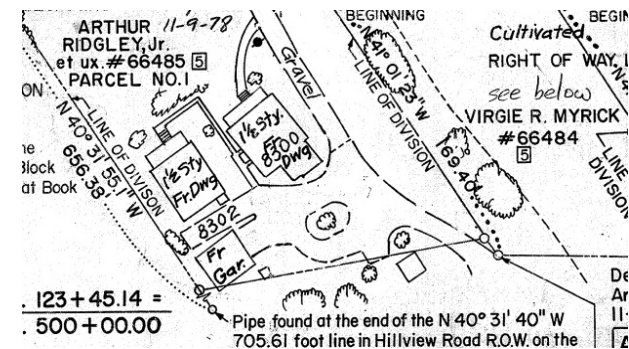 ARTHUR 11-9-78
RIDGLEY, Jr.
et ux. #66485 5
PARCEL NO.1
BEGINNING
BEGIN
Cultivated
RIGHT OF WAY,
see below
VIRGIE R. MYRICK
#66484
5
ON
ne
Block
at Book
LINE OF DIVISON
N 40° 31' 55.1" W
656.38'
Gravel
N 41° 01' 23" W
LINE OF DIVISION
169.40'
LINE
DIVISION
1½ Sty.
Fr.
8300
Dwg
1½ Sty
Fr. Dwg
8302
Fr
Gar.
. 123+45.14 =
. 500+00.00
Pipe found at the end of the N 40° 31' 40" W
705.61 foot line in Hillview Road R.O.W. on the
De
Ar
11-
A